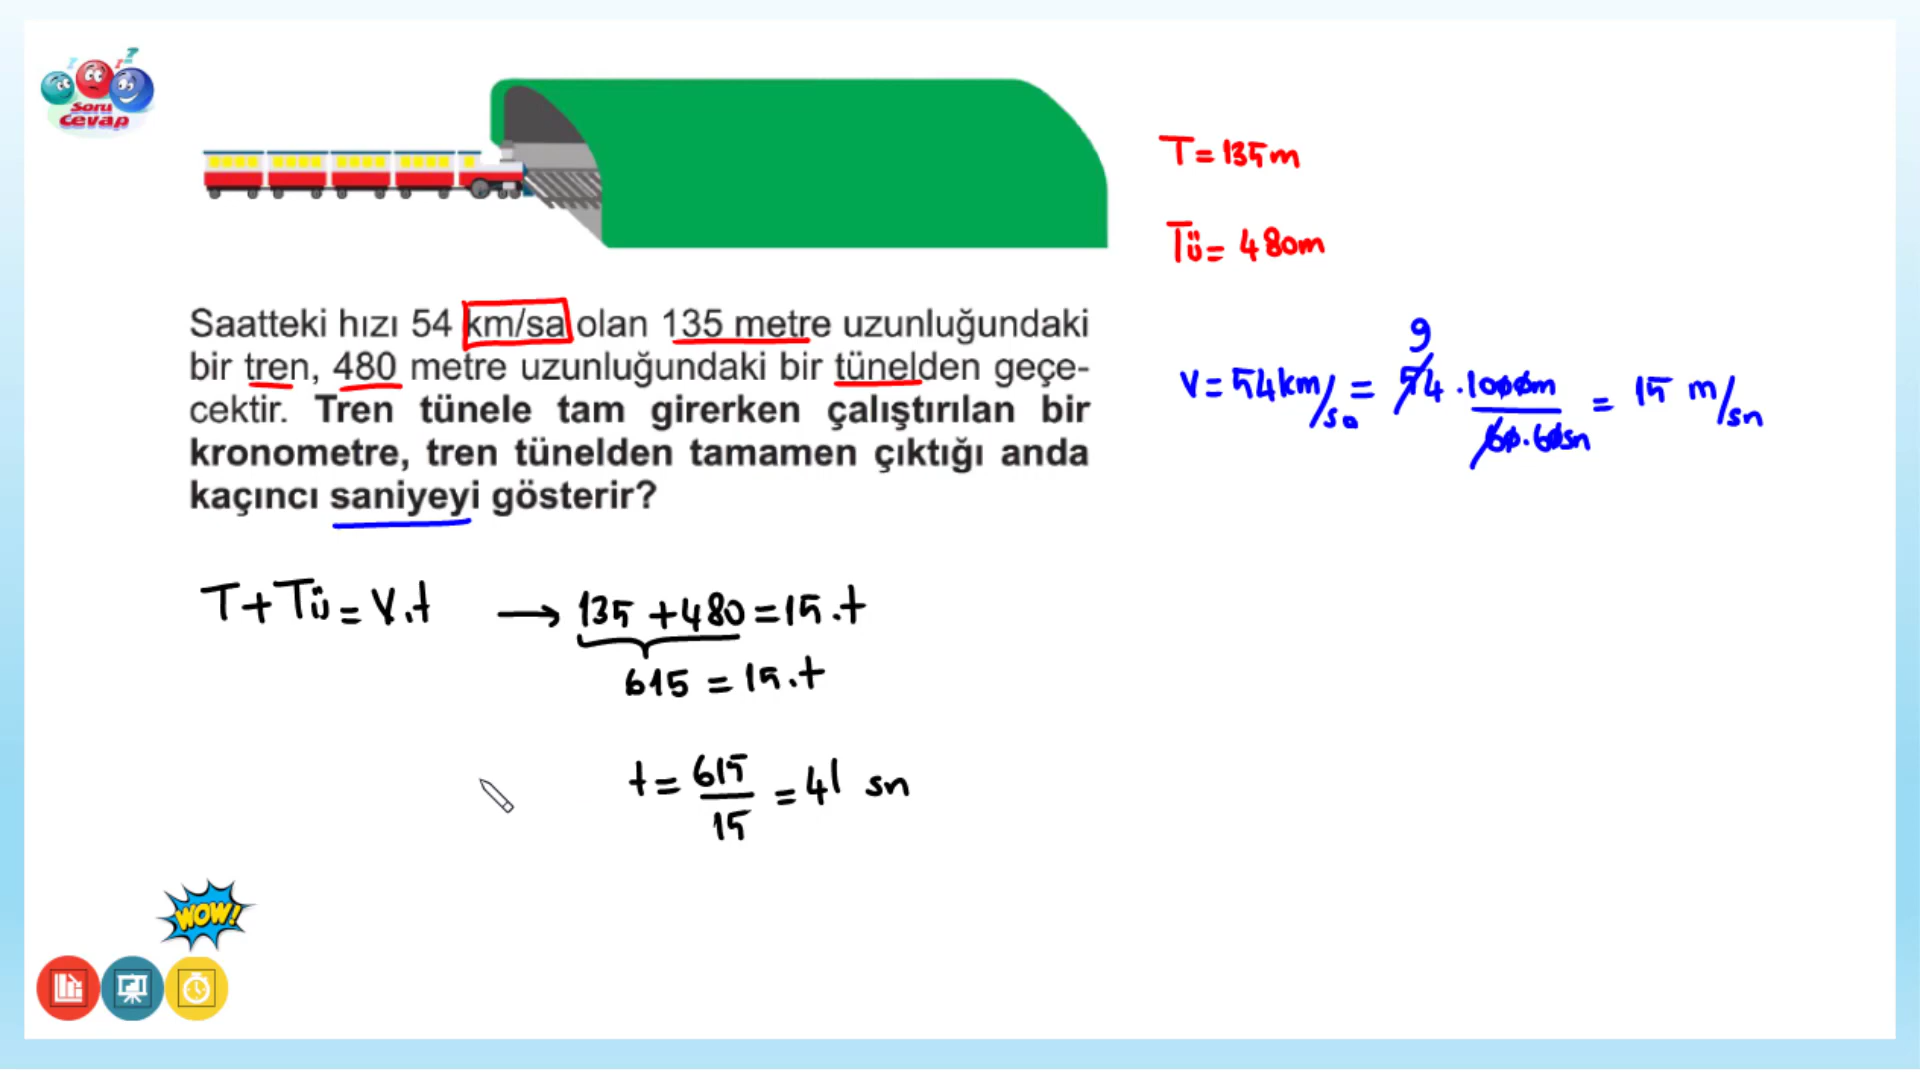 Soru
Cevap
T = 135m
Tü = 480m
Saatteki hızı 54 km/sa olan 135 metre uzunluğundaki
bir tren, 480 metre uzunluğundaki bir tünelden geçe-
cektir. Tren tünele tam girerken çalıştırılan bir
kronometre, tren tünelden tamamen çıktığı anda
kaçıncı saniyeyi gösterir?
9
V = 54 km/sa = 54 . 1000m / 60.60sn = 15 m/sn
T + Tü = V.t → 135 + 480 = 15.t
615 = 15.t
t = 615/15 = 41 sn
WOW!